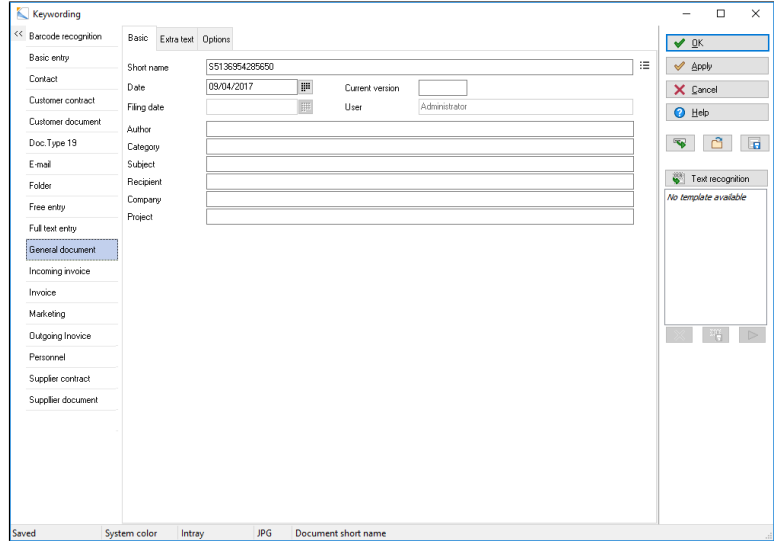 Keywording
<<
Barcode recognition
Basic entry
Contact
Customer contract
Customer document
Doc.Type 19
E-mail
Folder
Free entry
Full text entry
General document
Incoming invoice
Invoice
Marketing
Outgoing Inovice
Personnel
Supplier contract
Suppllier document
Basic Extra text Options
Short name S5136954285650
Date 09/04/2017 Current version
Filing date User Administrator
Author
Category
Subject
Recipient
Company
Project
OK
Apply
Cancel
Help
Text recognition
No template available
Saved System color Intray JPG Document short name